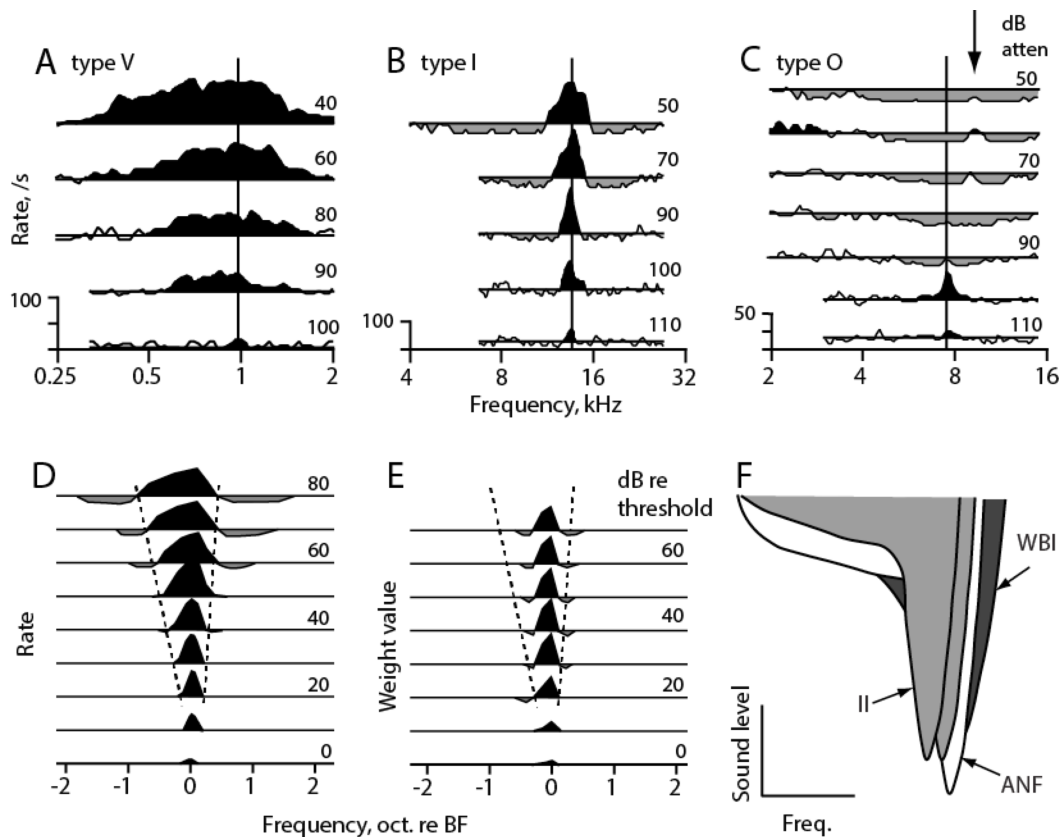 A type V
40
60
80
90
100
Rate, /s
100
0.25 0.5 1 2
B type I
50
70
90
100
110
100
4 8 16 32
Frequency, kHz
dB
atten
C type O
50
70
90
110
50
2 4 8 16
D
80
60
40
20
0
Rate
-2 -1 0 1 2
E
dB re
threshold
60
40
20
0
Weight value
-2 -1 0 1 2
Frequency, oct. re BF
F
WBI
II
ANF
Sound level
Freq.